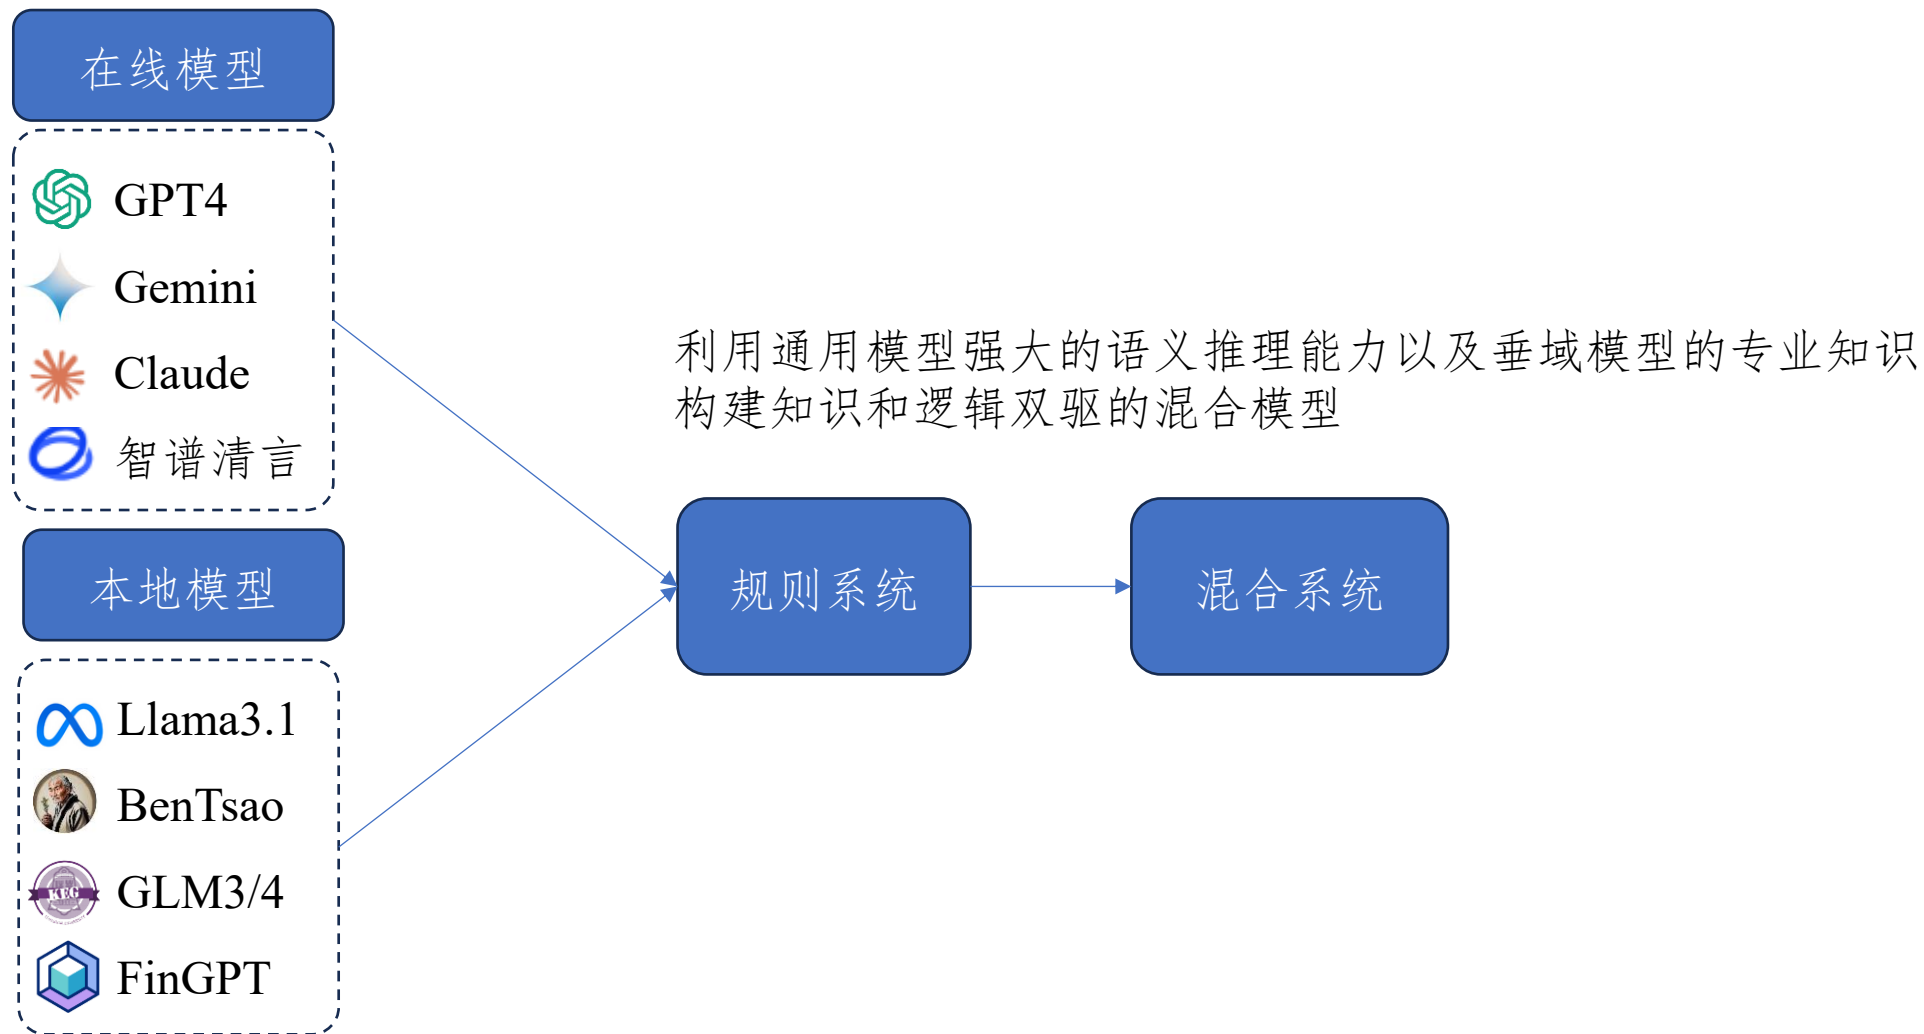 在线模型
GPT4
Gemini
Claude
智谱清言
本地模型
Llama3.1
BenTsao
KEG
GLM3/4
FinGPT
利用通用模型强大的语义推理能力以及垂域模型的专业知识
构建知识和逻辑双驱的混合模型
规则系统
混合系统